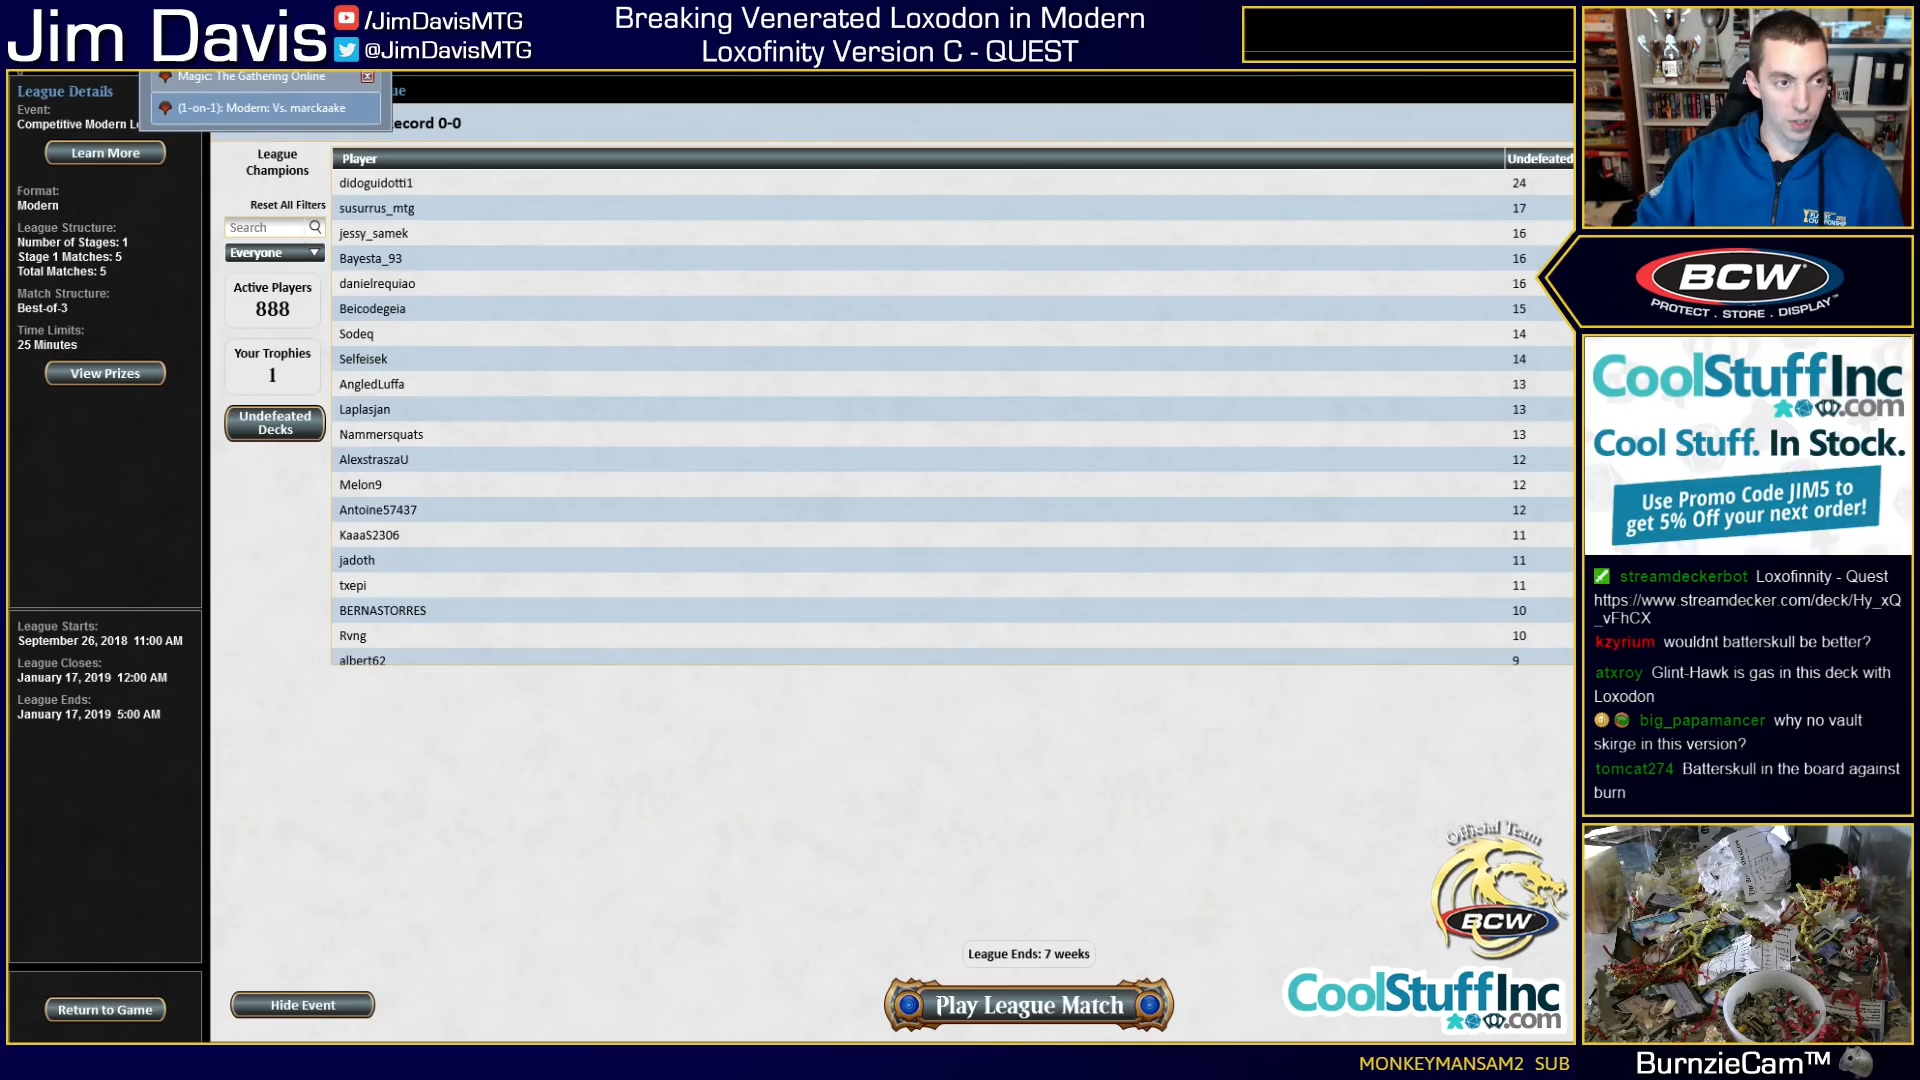 Jim Davis
/JimDavisMTG
@JimDavisMTG
Breaking Venerated Loxodon in Modern
Loxofinity Version C - QUEST
Magic: The Gathering Online
(1-on-1): Modern: Vs. marckaake
League Details
Event:
Competitive Modern
Learn More
Format:
Modern
League Structure:
Number of Stages: 1
Stage 1 Matches: 5
Total Matches: 5
Match Structure:
Best-of-3
Time Limits:
25 Minutes
View Prizes
League Starts:
September 26, 2018 11:00 AM
League Closes:
January 17, 2019 12:00 AM
League Ends:
January 17, 2019 5:00 AM
Return to Game
ue
ecord 0-0
League
Champions
Reset All Filters
Search
Everyone
Active Players
888
Your Trophies
1
Undefeated
Decks
Player Undefeated
didoguidotti1 24
susurrus_mtg 17
jessy_samek 16
Bayesta_93 16
danielrequiao 16
Beicodegeia 15
Sodeq 14
Selfeisek 14
AngledLuffa 13
Laplasjan 13
Nammersquats 13
AlexstraszaU 12
Melon9 12
Antoine57437 12
KaaaS2306 11
jadoth 11
txepi 11
BERNASTORRES 10
Rvng 10
albert62 9
League Ends: 7 weeks
Hide Event
Play League Match
Official Team
BCW
CoolStuffInc
.com
BCW
PROTECT . STORE . DISPLAY
CoolStuffInc
.com
Cool Stuff. In Stock.
Use Promo Code JIM5 to
get 5% Off your next order!
streamdeckerbot Loxofinnity - Quest
https://www.streamdecker.com/deck/Hy_xQ
_vFhCX
kzyrium wouldnt batterskull be better?
atxroy Glint-Hawk is gas in this deck with
Loxodon
big_papamancer why no vault
skirge in this version?
tomcat274 Batterskull in the board against
burn
MONKEYMANSAM2 SUB
BurnzieCam™